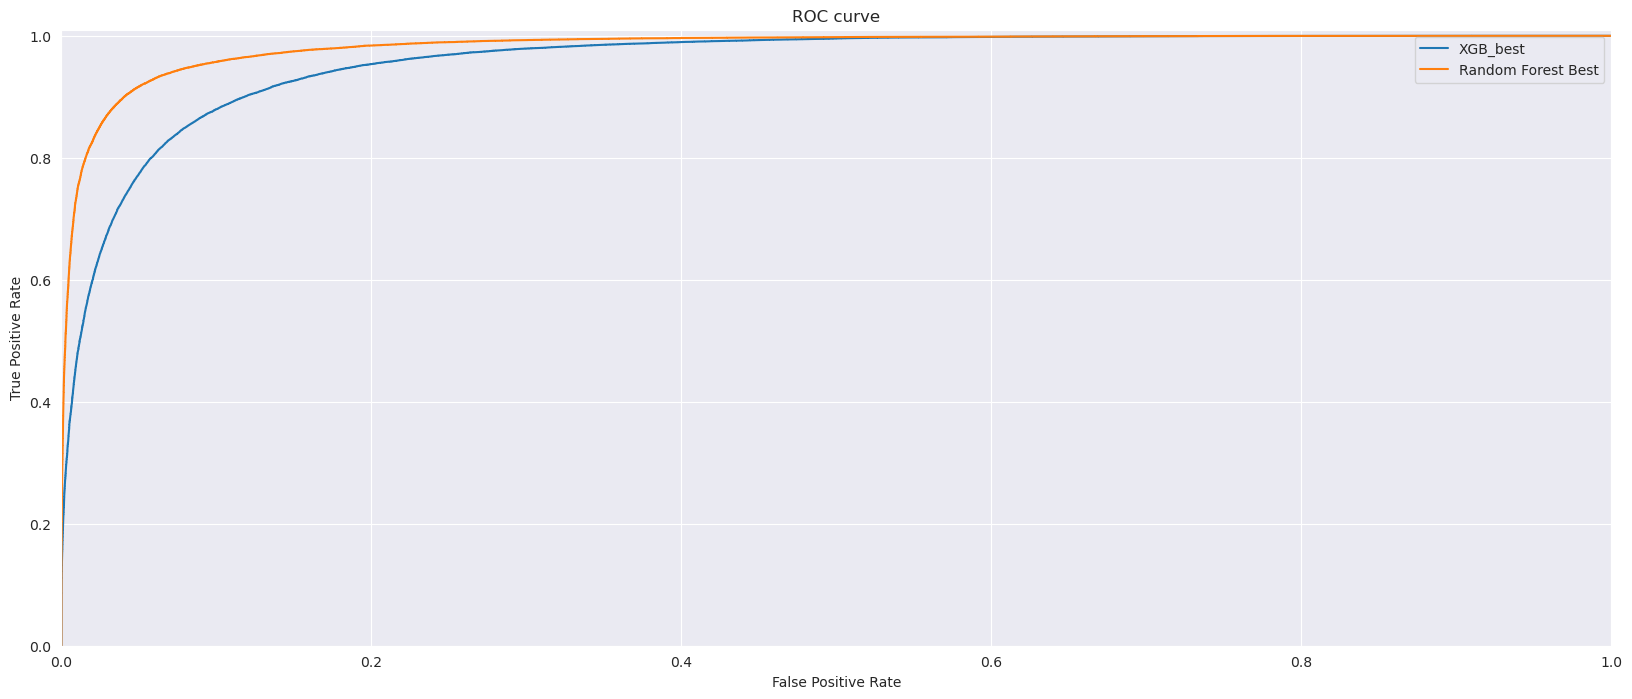 ROC curve
XGB_best
Random Forest Best
True Positive Rate
1.0
0.8
0.6
0.4
0.2
0.0
0.0 0.2 0.4 0.6 0.8 1.0
False Positive Rate